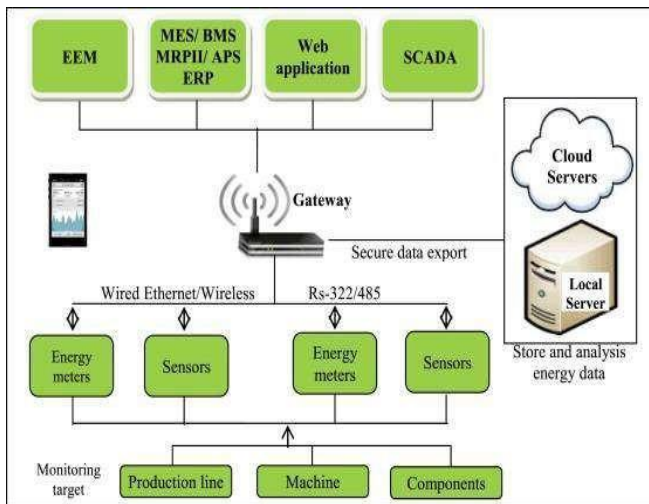 EEM
MES/ BMS
MRPII/ APS
ERP
Web
application
SCADA
Cloud
Servers
Gateway
Secure data export
Local
Server
Wired Ethernet/Wireless
Rs-322/485
Energy
meters
Sensors
Energy
meters
Sensors
Store and analysis
energy data
Monitoring
target
Production line
Machine
Components